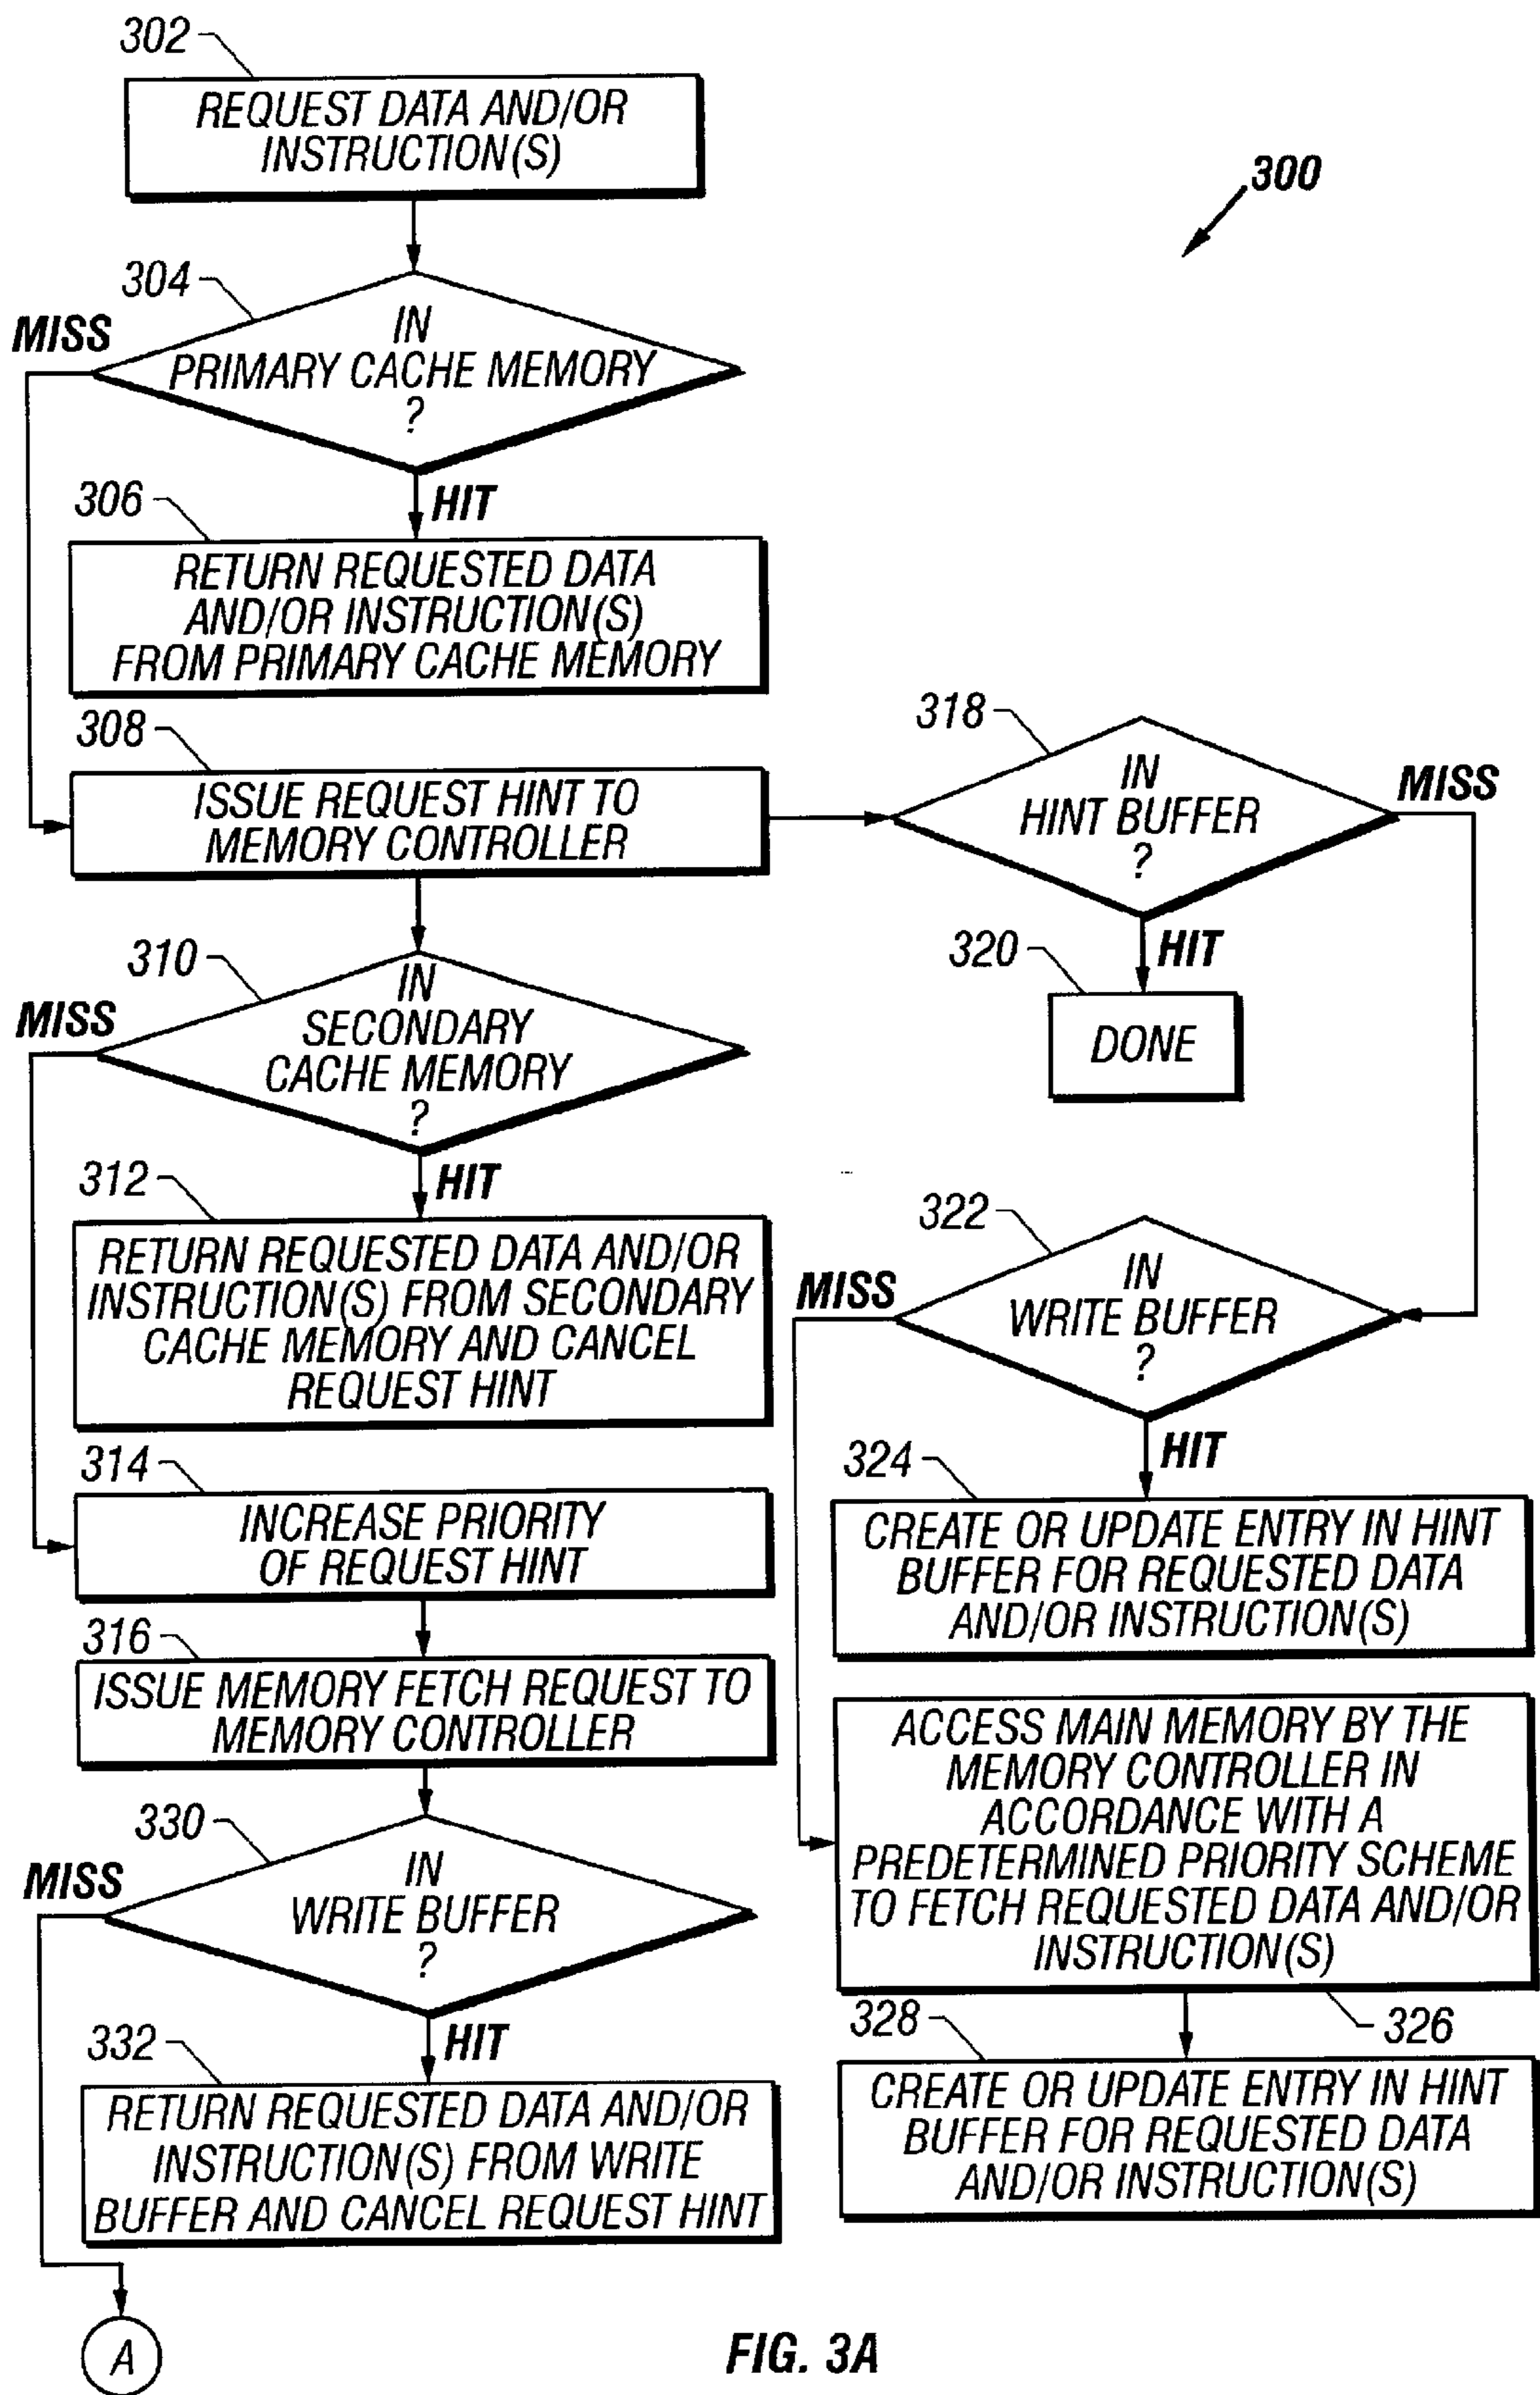 302
REQUEST DATA AND/OR
INSTRUCTION(S)
300
304
MISS
IN
PRIMARY CACHE MEMORY
?
HIT
306
RETURN REQUESTED DATA
AND/OR INSTRUCTION(S)
FROM PRIMARY CACHE MEMORY
308
ISSUE REQUEST HINT TO
MEMORY CONTROLLER
318
IN
HINT BUFFER
?
MISS
HIT
320
DONE
310
MISS
IN
SECONDARY
CACHE MEMORY
?
HIT
312
RETURN REQUESTED DATA AND/OR
INSTRUCTION(S) FROM SECONDARY
CACHE MEMORY AND CANCEL
REQUEST HINT
322
MISS
IN
WRITE BUFFER
?
HIT
314
INCREASE PRIORITY
OF REQUEST HINT
324
CREATE OR UPDATE ENTRY IN HINT
BUFFER FOR REQUESTED DATA
AND/OR INSTRUCTION(S)
316
ISSUE MEMORY FETCH REQUEST TO
MEMORY CONTROLLER
ACCESS MAIN MEMORY BY THE
MEMORY CONTROLLER IN
ACCORDANCE WITH A
PREDETERMINED PRIORITY SCHEME
TO FETCH REQUESTED DATA AND/OR
INSTRUCTION(S)
326
330
MISS
IN
WRITE BUFFER
?
HIT
332
RETURN REQUESTED DATA AND/OR
INSTRUCTION(S) FROM WRITE
BUFFER AND CANCEL REQUEST HINT
328
CREATE OR UPDATE ENTRY IN HINT
BUFFER FOR REQUESTED DATA
AND/OR INSTRUCTION(S)
A
FIG. 3A